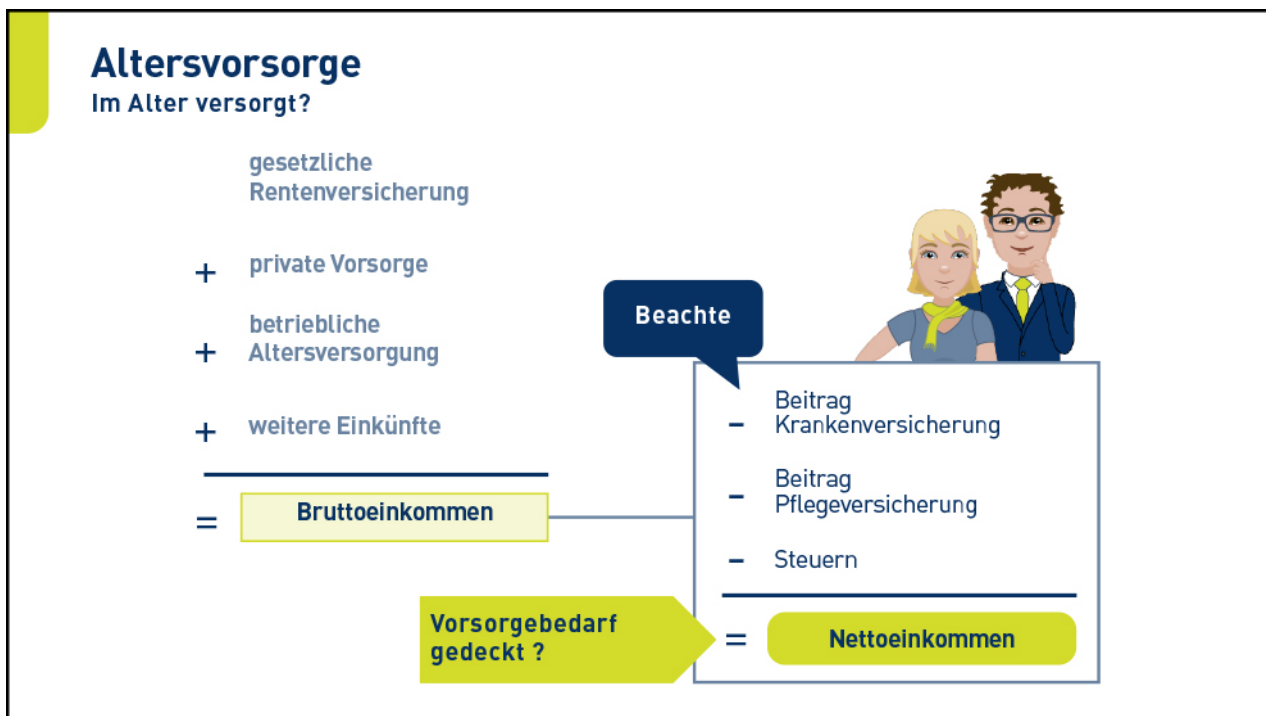 Altersvorsorge
Im Alter versorgt?
gesetzliche
Rentenversicherung
+ private Vorsorge
betriebliche
+ Altersversorgung
+ weitere Einkünfte
= Bruttoeinkommen
Beachte
Beitrag
– Krankenversicherung
Beitrag
– Pflegeversicherung
– Steuern
Vorsorgebedarf
gedeckt ?
= Nettoeinkommen